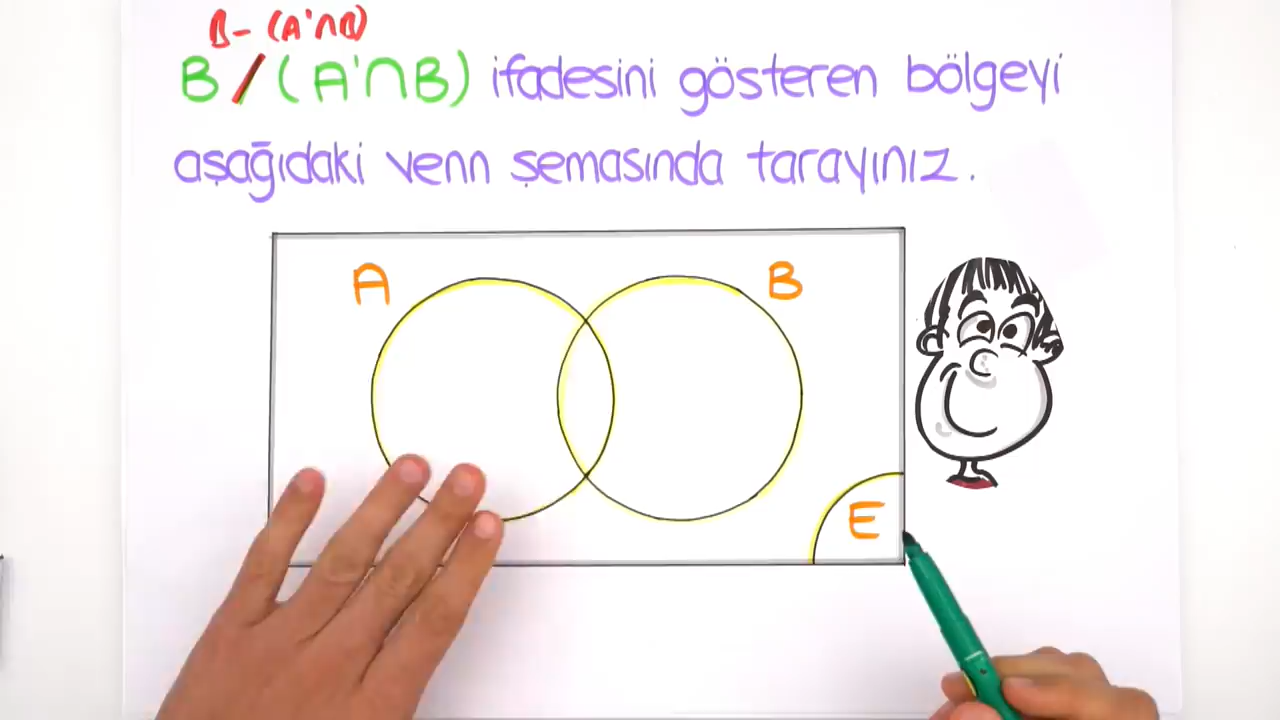 B - (A'∩B)
B / (A'∩B) ifadesini gösteren bölgeyi
aşağıdaki venn şemasında tarayınız.
A
B
E